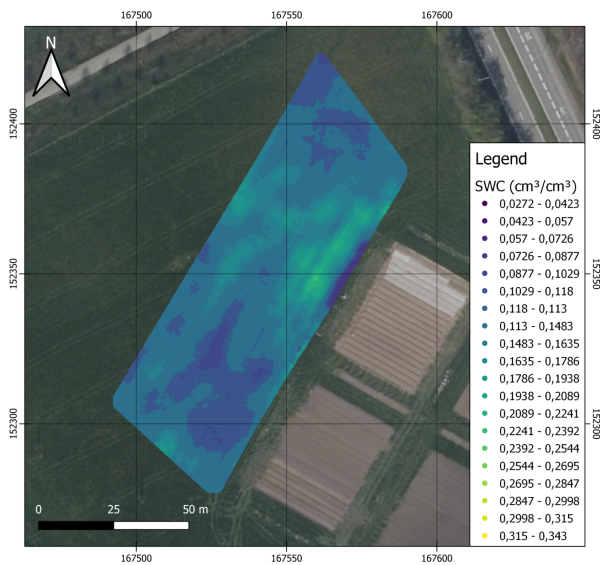 167500 167550 167600
N
152400 152400
152350 152350
152300 152300
Legend
SWC (cm³/cm³)
0,0272 - 0,0423
0,0423 - 0,057
0,057 - 0,0726
0,0726 - 0,0877
0,0877 - 0,1029
0,1029 - 0,118
0,118 - 0,113
0,113 - 0,1483
0,1483 - 0,1635
0,1635 - 0,1786
0,1786 - 0,1938
0,1938 - 0,2089
0,2089 - 0,2241
0,2241 - 0,2392
0,2392 - 0,2544
0,2544 - 0,2695
0,2695 - 0,2847
0,2847 - 0,2998
0,2998 - 0,315
0,315 - 0,343
0 25 50 m
167500 167550 167600